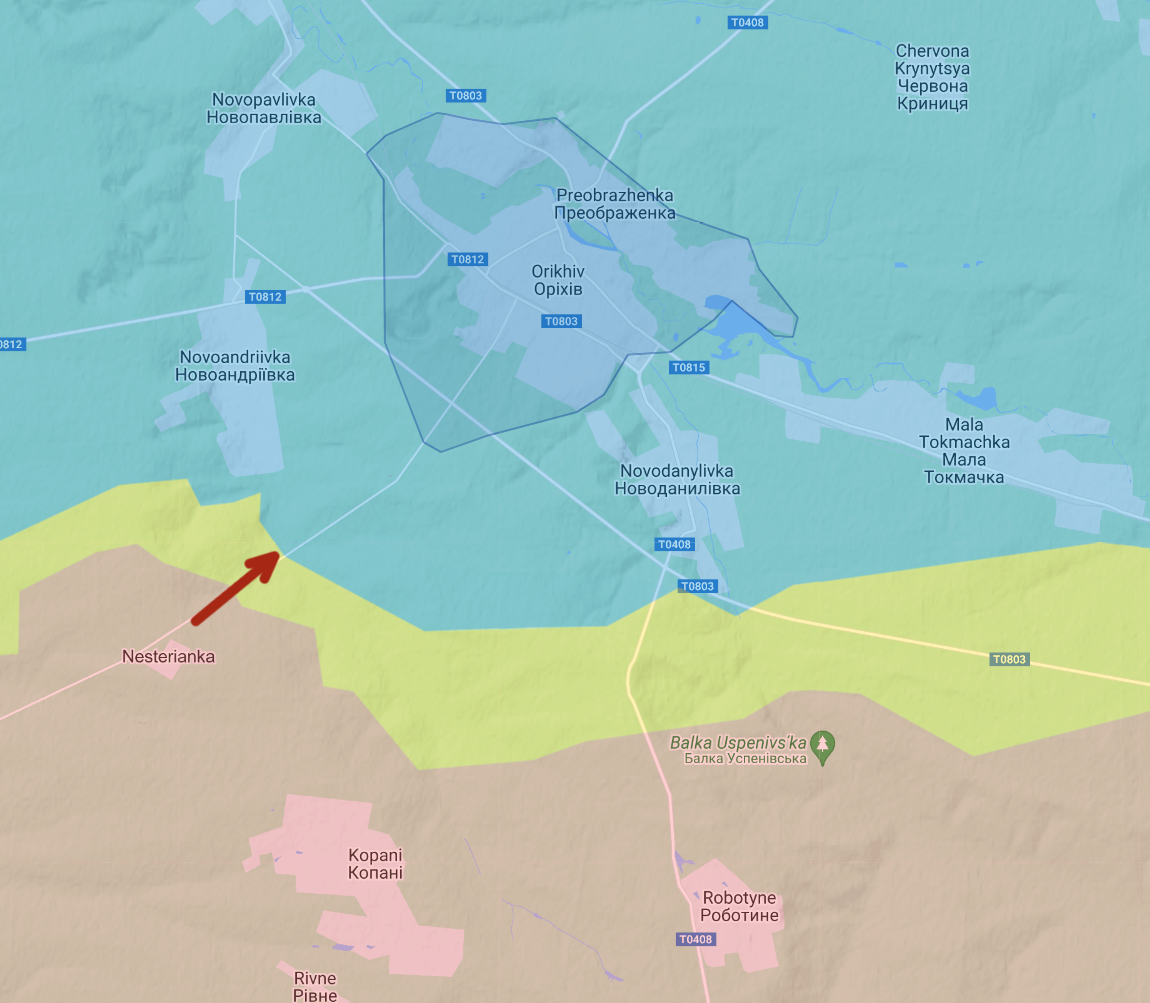 T0408
Chervona
Krynytsya
Червона
Криниця
T0803
Novopavlivka
Новопавлівка
Preobrazhenka
Преображенка
T0812
Orikhiv
Оріхів
T0812
T0803
0812
Novoandriivka
Новоандріївка
T0815
Mala
Tokmachka
Мала
Токмачка
Novodanylivka
Новоданилівка
T0408
T0803
Nesterianka
T0803
Balka Uspenivs'ka
Балка Успенівська
Kopani
Копані
Robotyne
Роботине
T0408
Rivne
Рівне